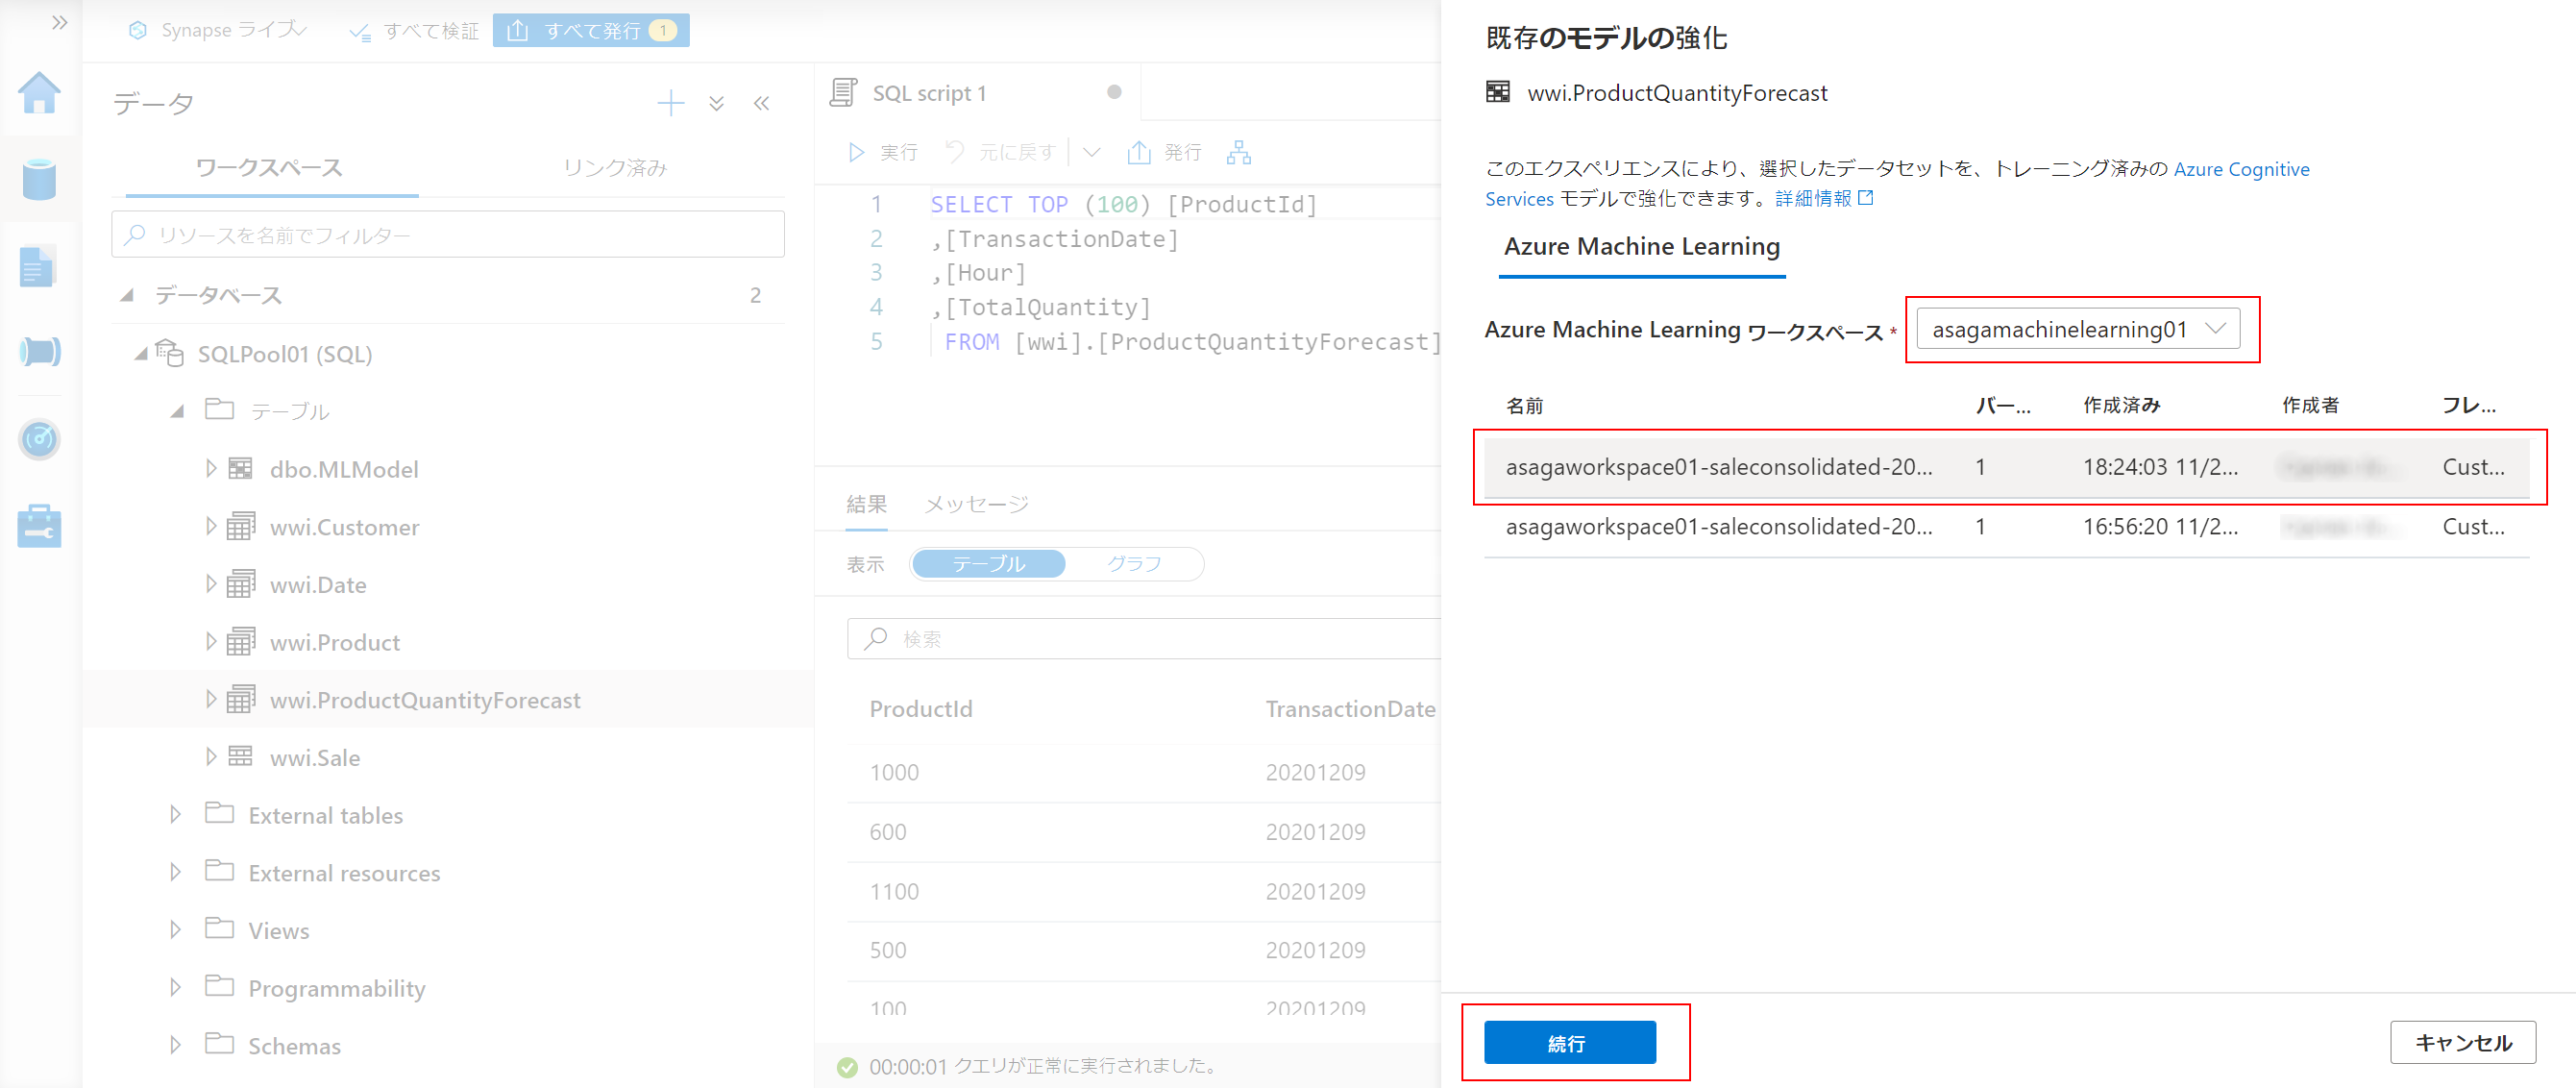 Synapse ライブ
すべて検証
すべて発行 1
データ
ワークスペース
リンク済み
リソースを名前でフィルター
データベース 2
SQLPool01 (SQL)
テーブル
dbo.MLModel
wwi.Customer
wwi.Date
wwi.Product
wwi.ProductQuantityForecast
wwi.Sale
External tables
External resources
Views
Programmability
Schemas
SQL script 1
実行
元に戻す
発行
1 SELECT TOP (100) [ProductId]
2 ,[TransactionDate]
3 ,[Hour]
4 ,[TotalQuantity]
5 FROM [wwi].[ProductQuantityForecast]
結果
メッセージ
表示
テーブル
グラフ
検索
ProductId TransactionDate
1000 20201209
600 20201209
1100 20201209
500 20201209
100 20201209
00:00:01 クエリが正常に実行されました。
既存のモデルの強化
wwi.ProductQuantityForecast
このエクスペリエンスにより、選択したデータセットを、トレーニング済みの Azure Cognitive
Services モデルで強化できます。詳細情報
Azure Machine Learning
Azure Machine Learning ワークスペース *
asagamachinelearning01
名前 バー... 作成済み 作成者 フレ...
asagaworkspace01-saleconsolidated-20... 1 18:24:03 11/2... Cust...
asagaworkspace01-saleconsolidated-20... 1 16:56:20 11/2... Cust...
続行
キャンセル